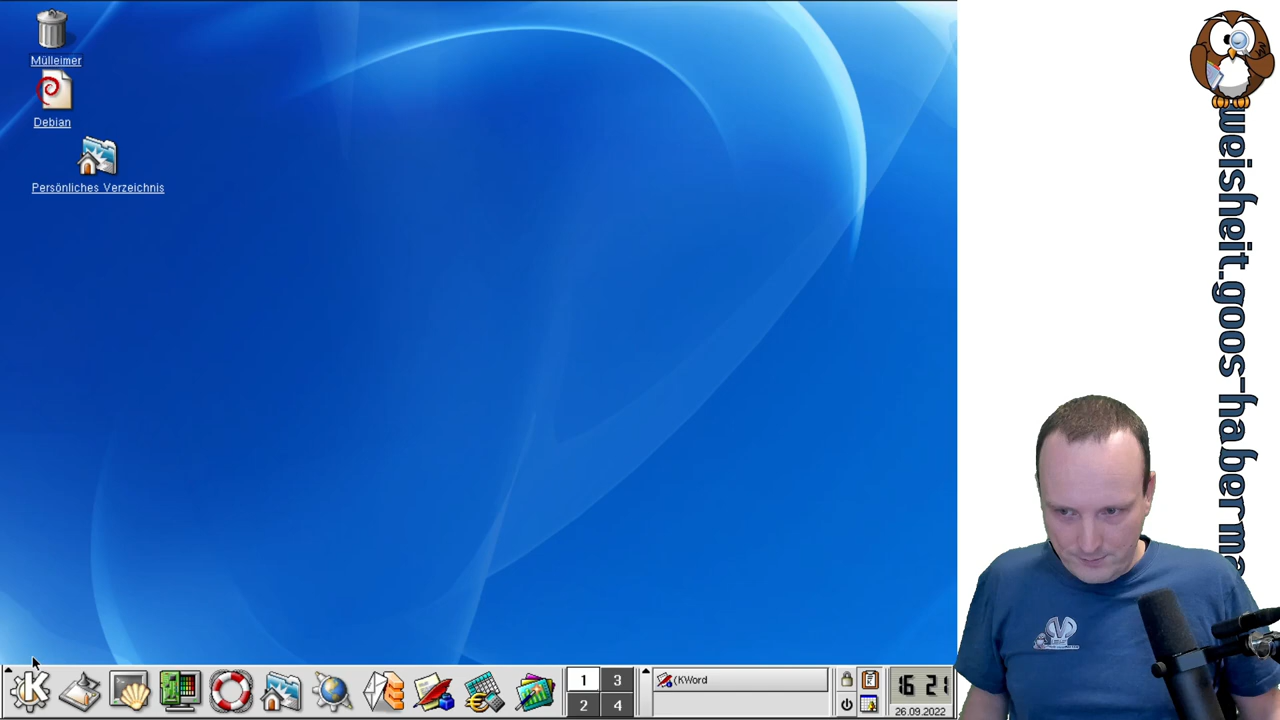 Mülleimer
Debian
Persönliches Verzeichnis
1
3
2
4
(KWord
16 21
26.09.2022
weisheit.goos-haberma